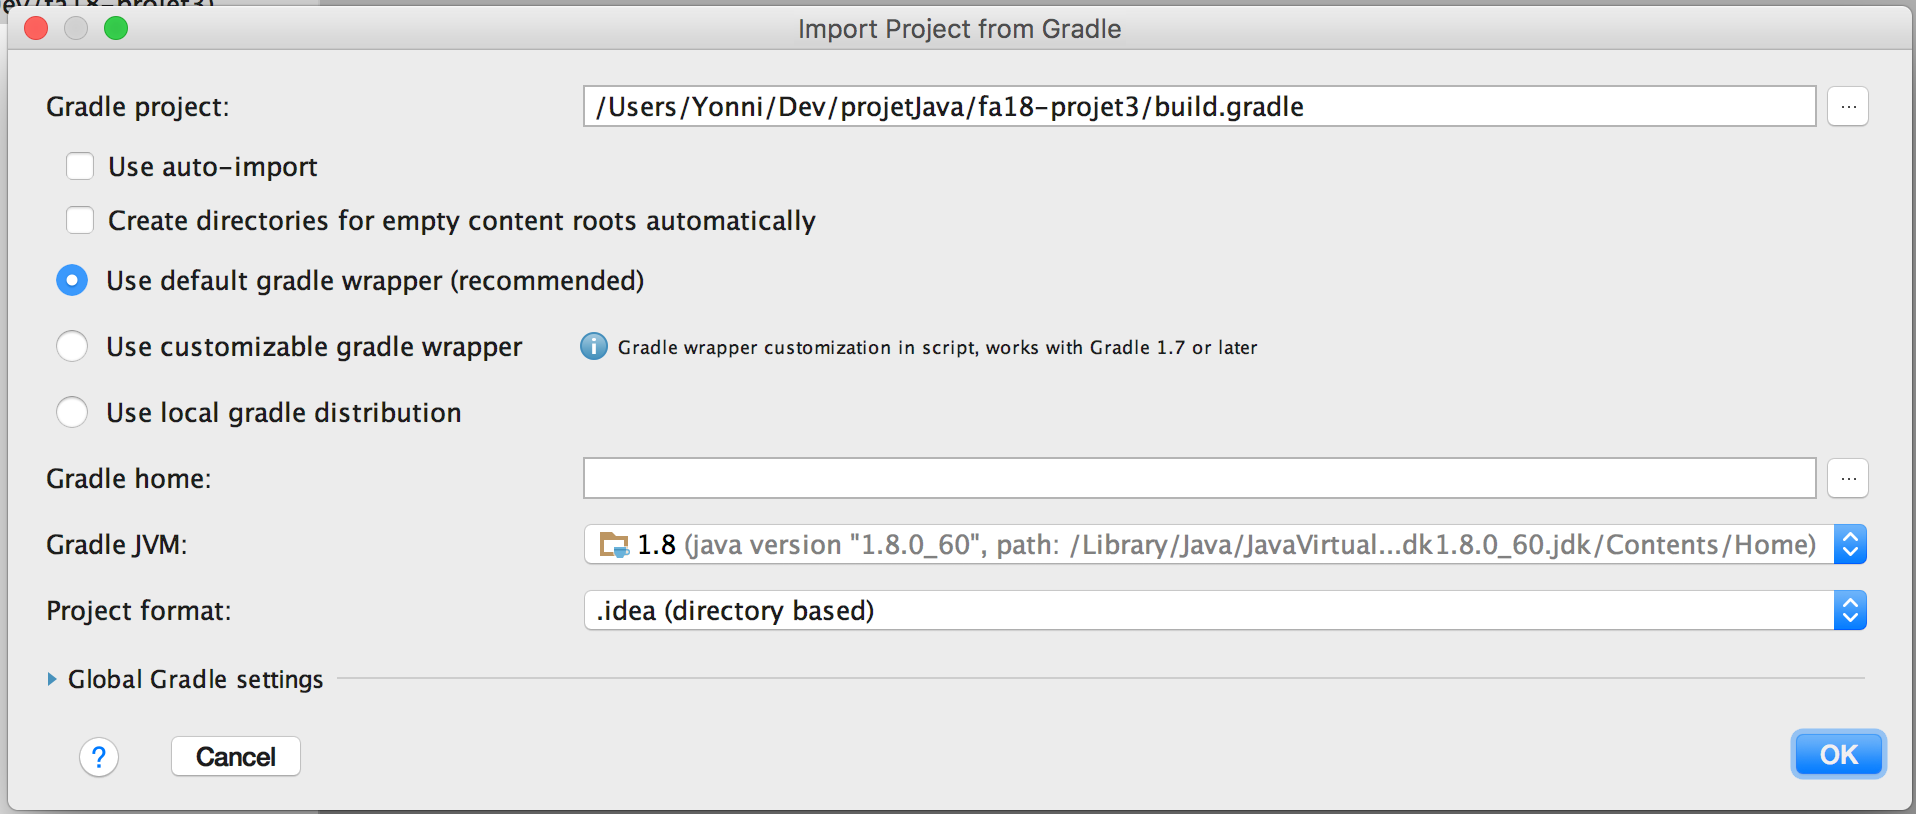 Import Project from Gradle
Gradle project: /Users/Yonni/Dev/projetJava/fa18-projet3/build.gradle ...
Use auto-import
Create directories for empty content roots automatically
Use default gradle wrapper (recommended)
Use customizable gradle wrapper Gradle wrapper customization in script, works with Gradle 1.7 or later
Use local gradle distribution
Gradle home: ...
Gradle JVM: 1.8 (java version "1.8.0_60", path: /Library/Java/JavaVirtual...dk1.8.0_60.jdk/Contents/Home)
Project format: .idea (directory based)
Global Gradle settings
? Cancel OK